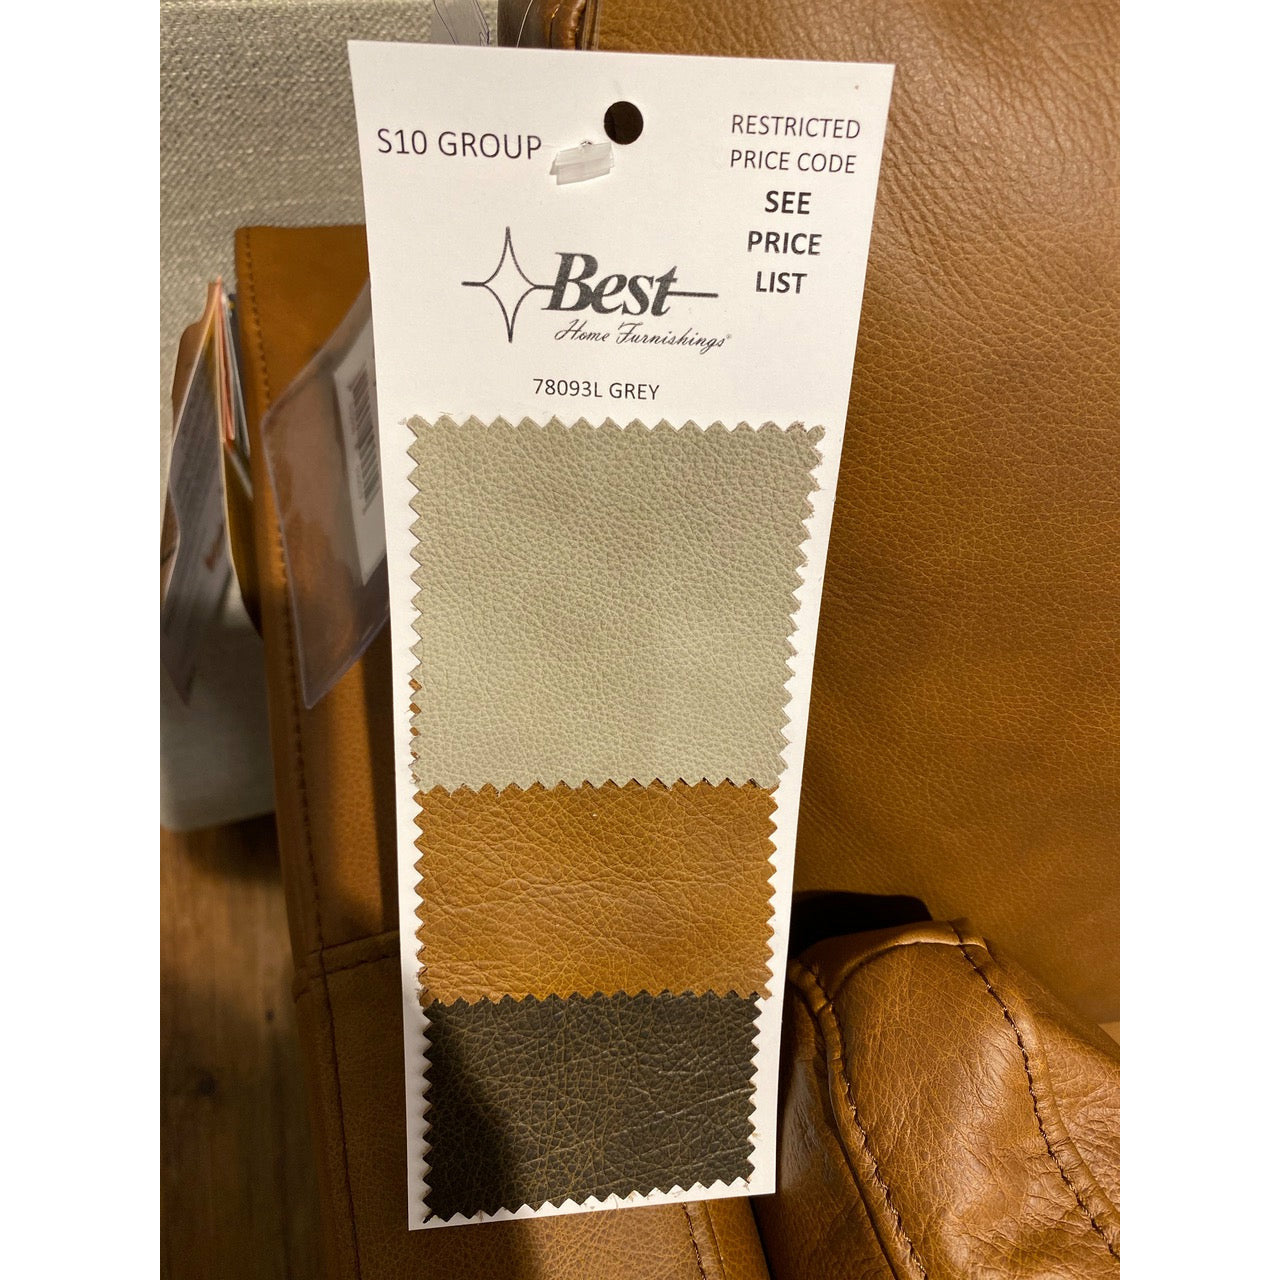 S10 GROUP
RESTRICTED
PRICE CODE
SEE
PRICE
LIST
Best
Home Furnishings®
78093L GREY